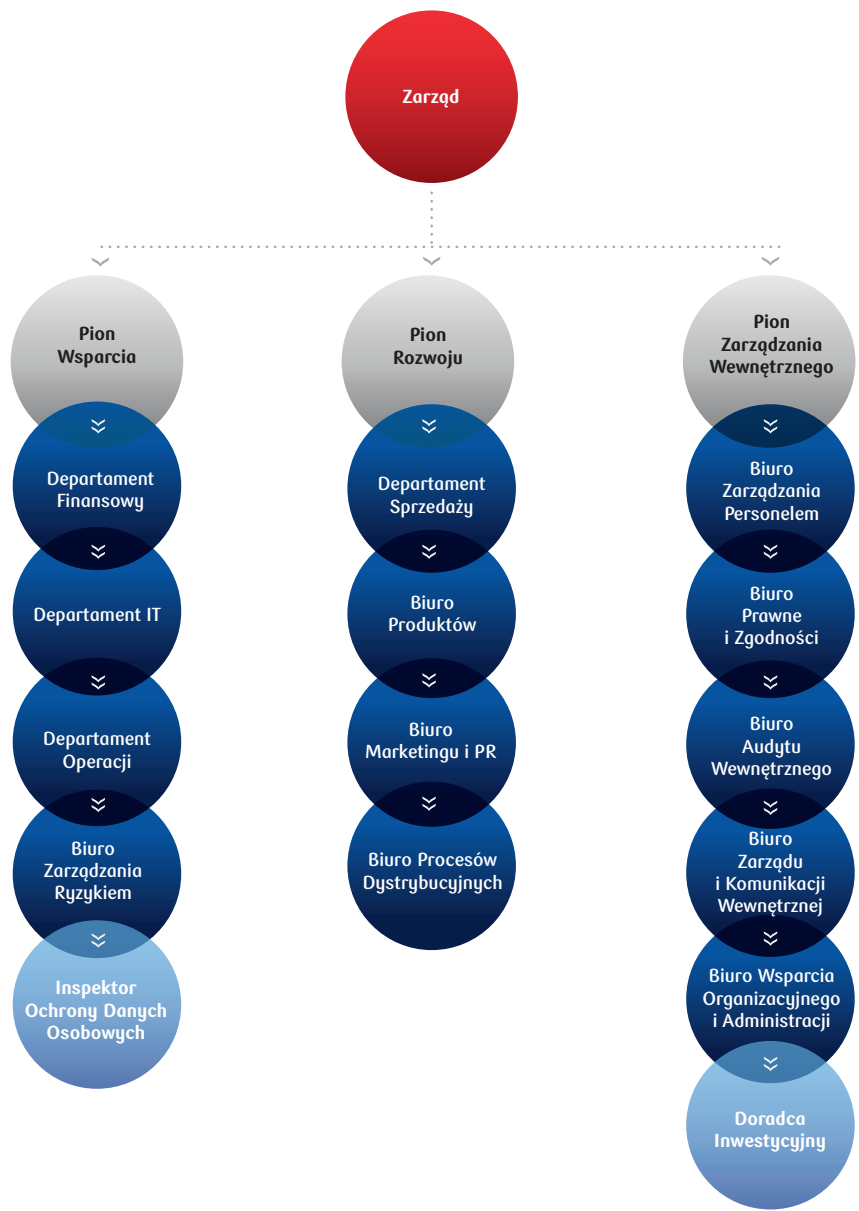 Zarząd
Pion
Wsparcia
Departament
Finansowy
Departament IT
Departament
Operacji
Biuro
Zarządzania
Ryzykiem
Inspektor
Ochrony Danych
Osobowych
Pion
Rozwoju
Departament
Sprzedaży
Biuro
Produktów
Biuro
Marketingu i PR
Biuro Procesów
Dystrybucyjnych
Pion
Zarządzania
Wewnętrznego
Biuro
Zarządzania
Personelem
Biuro
Prawne
i Zgodności
Biuro
Audytu
Wewnętrznego
Biuro
Zarządu
i Komunikacji
Wewnętrznej
Biuro Wsparcia
Organizacyjnego
i Administracji
Doradca
Inwestycyjny